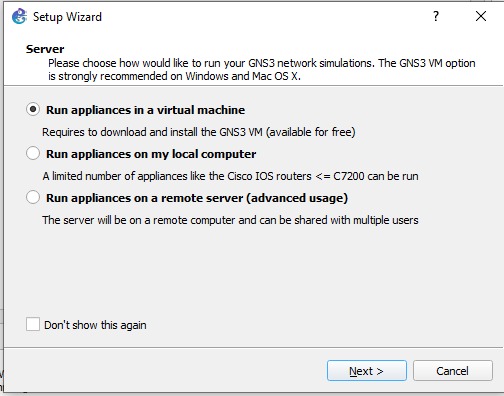 Setup Wizard
?
Server
Please choose how would like to run your GNS3 network simulations. The GNS3 VM option
is strongly recommended on Windows and Mac OS X.
Run appliances in a virtual machine
Requires to download and install the GNS3 VM (available for free)
Run appliances on my local computer
A limited number of appliances like the Cisco IOS routers <= C7200 can be run
Run appliances on a remote server (advanced usage)
The server will be on a remote computer and can be shared with multiple users
Don't show this again
Next >
Cancel